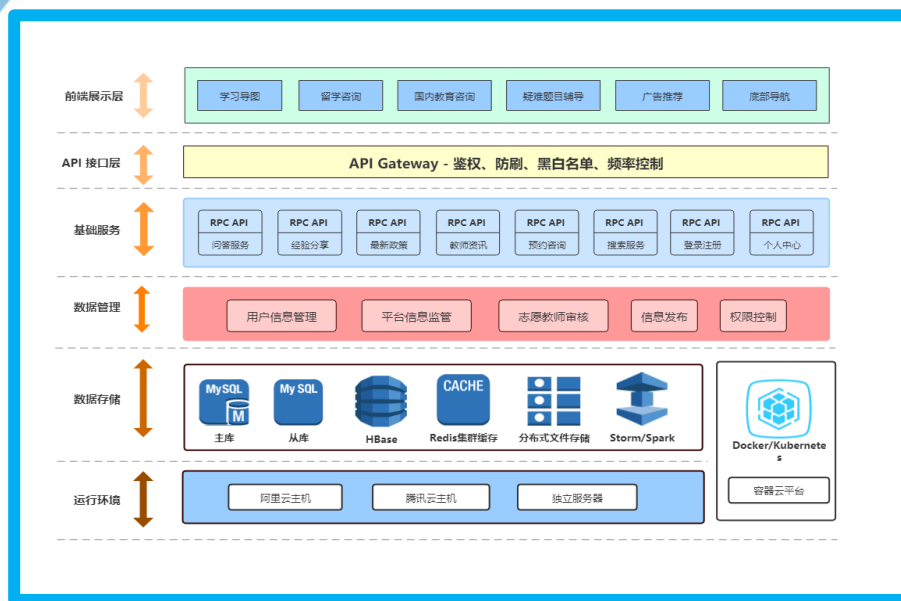 前端展示层
学习导图
留学咨询
国内教育咨询
疑难题目辅导
广告推荐
底部导航
API 接口层
API Gateway - 鉴权、防刷、黑白名单、频率控制
基础服务
RPC API
问答服务
RPC API
经验分享
RPC API
最新政策
RPC API
教师资讯
RPC API
预约咨询
RPC API
搜索服务
RPC API
登录注册
RPC API
个人中心
数据管理
用户信息管理
平台信息监管
志愿教师审核
信息发布
权限控制
数据存储
MySQL
M
主库
My SQL
从库
HBase
CACHE
Redis集群缓存
分布式文件存储
Storm/Spark
Docker/Kubernete
s
容器云平台
运行环境
阿里云主机
腾讯云主机
独立服务器